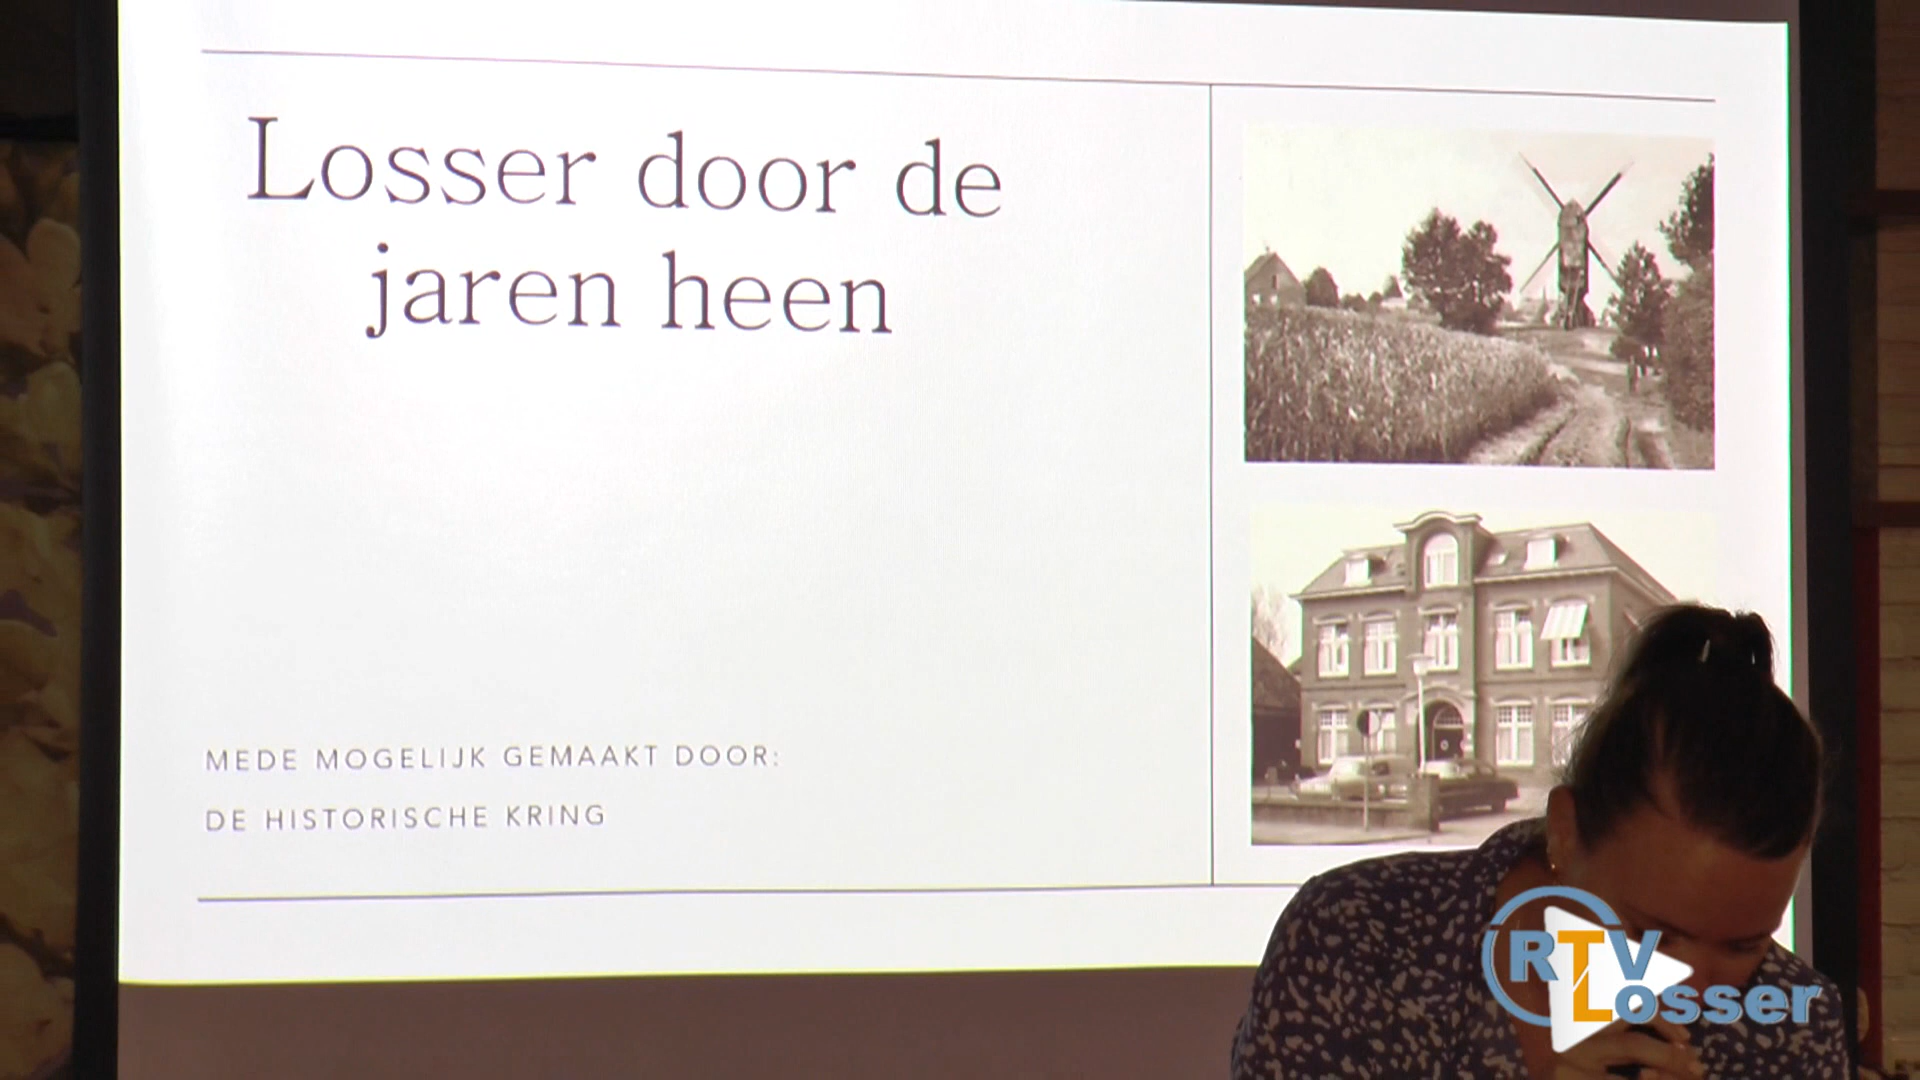 Losser door de
jaren heen
MEDE MOGELIJK GEMAAKT DOOR:
DE HISTORISCHE KRING
RTV
Losser